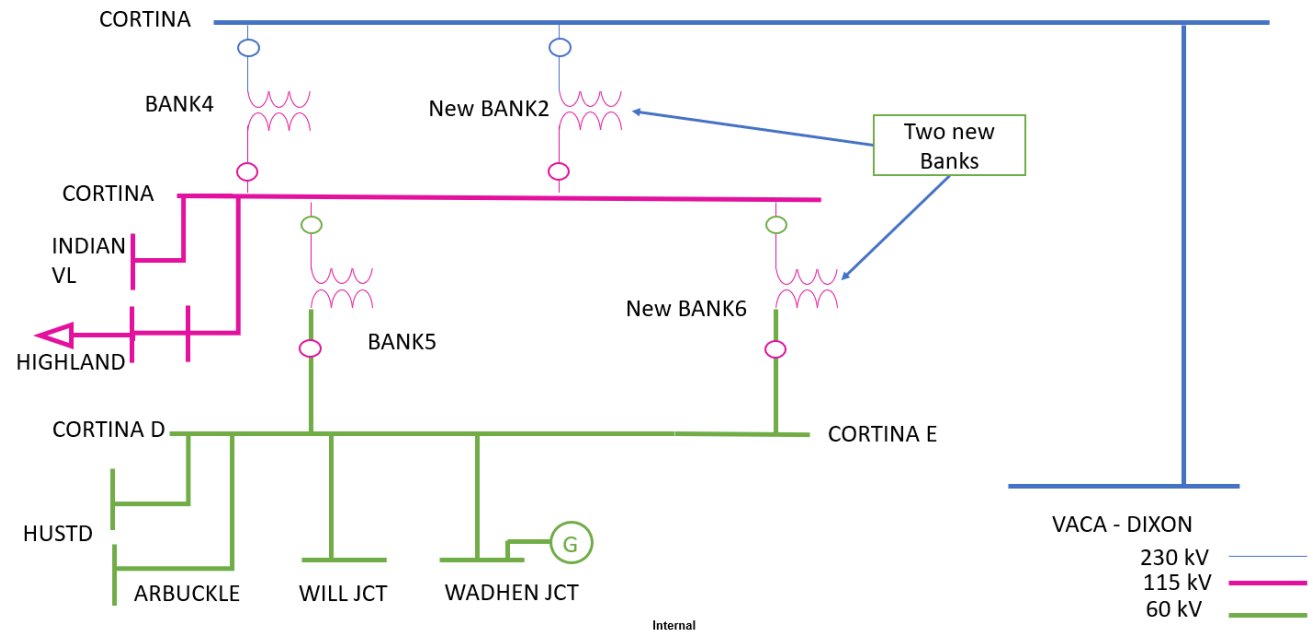 CORTINA
BANK4
New BANK2
Two new
Banks
CORTINA
INDIAN
VL
New BANK6
BANK5
HIGHLAND
CORTINA D
CORTINA E
HUSTD
G
VACA - DIXON
ARBUCKLE
WILL JCT
WADHEN JCT
230 kV
115 kV
60 kV
Internal